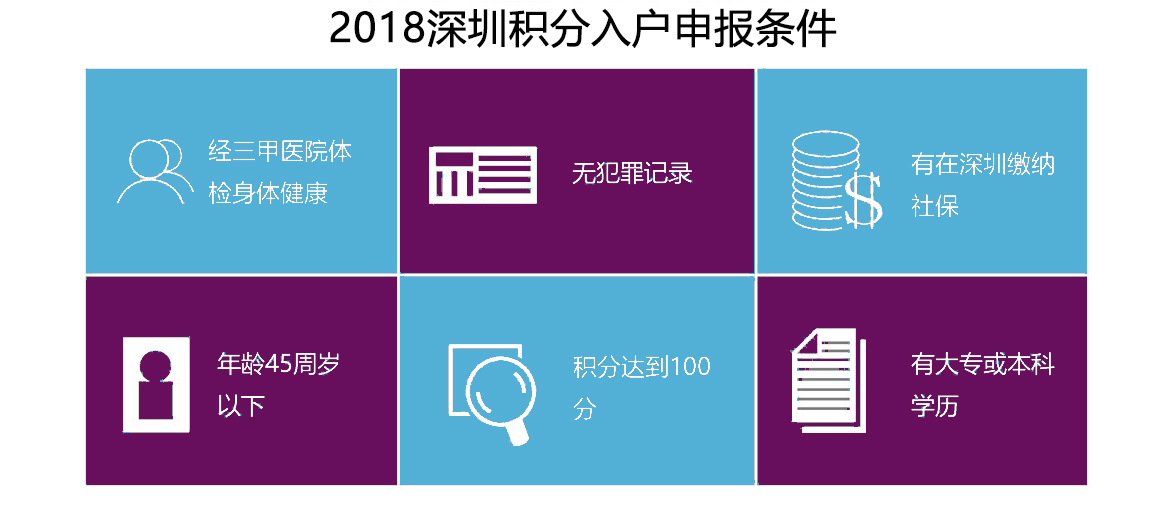 2018深圳积分入户申报条件
经三甲医院体
检身体健康
无犯罪记录
有在深圳缴纳
社保
年龄45周岁
以下
积分达到100
分
有大专或本科
学历